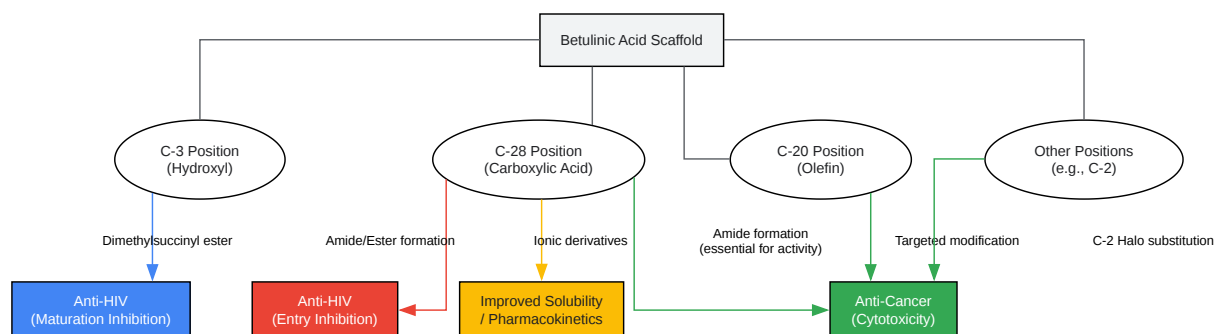 Betulinic Acid Scaffold
C-3 Position
(Hydroxyl)
C-28 Position
(Carboxylic Acid)
C-20 Position
(Olefin)
Other Positions
(e.g., C-2)
Dimethylsuccinyl ester
Amide/Ester formation
Ionic derivatives
Amide formation
(essential for activity)
Targeted modification
C-2 Halo substitution
Anti-HIV
(Maturation Inhibition)
Anti-HIV
(Entry Inhibition)
Improved Solubility
/ Pharmacokinetics
Anti-Cancer
(Cytotoxicity)